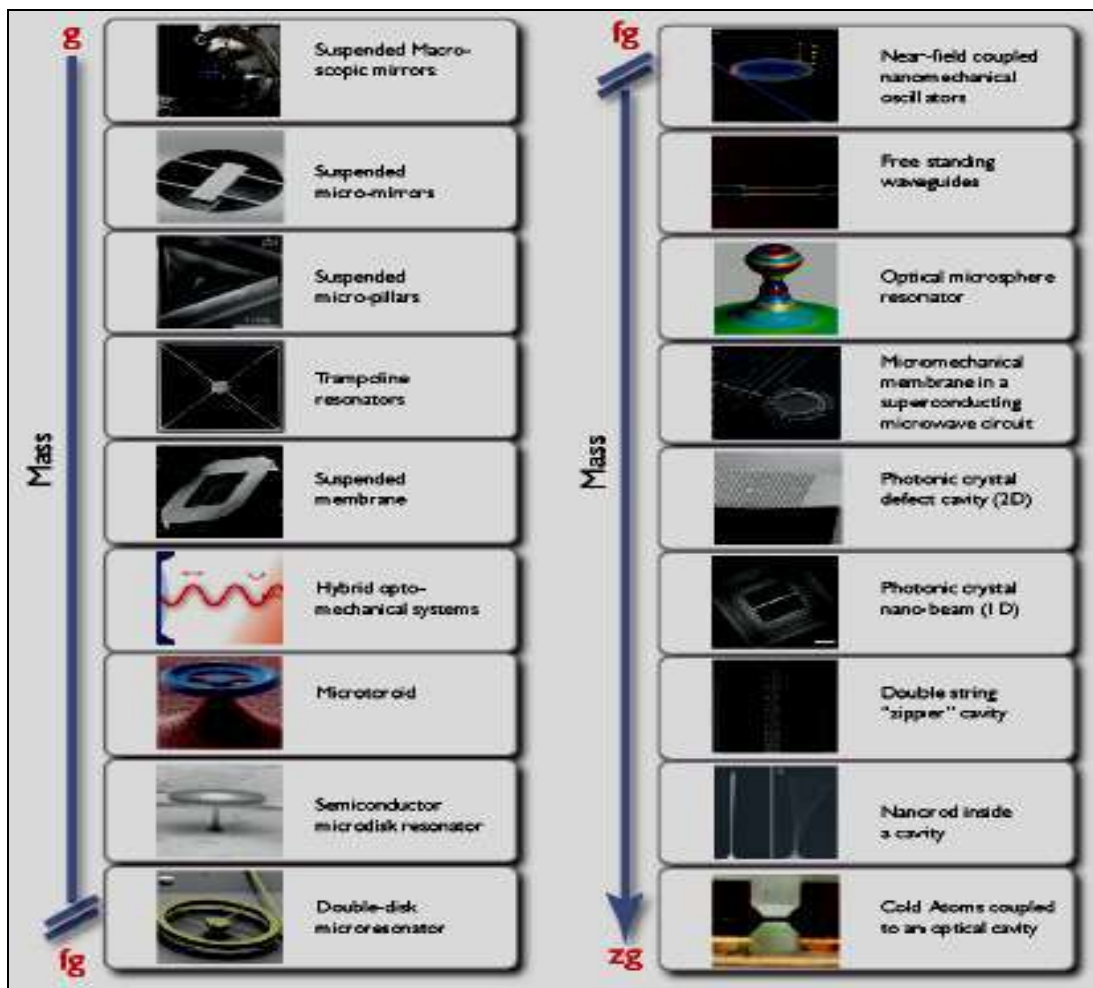 g
Suspended Macro-
scopic mirrors
Suspended
micro-mirrors
Suspended
micro-pillars
Trampoline
resonators
Suspended
membrane
Hybrid opto-
mechanical systems
Microtoroid
Semiconductor
microdisk resonator
Double-disk
microresonator
Mass
fg
fg
Near-field coupled
nanomechanical
oscillators
Free standing
waveguides
Optical microsphere
resonator
Micromechanical
membrane in a
superconducting
microwave circuit
Photonic crystal
defect cavity (2D)
Photonic crystal
nano-beam (1D)
Double string
"zipper" cavity
Nanorod inside
a cavity
Cold Atoms coupled
to an optical cavity
Mass
zg